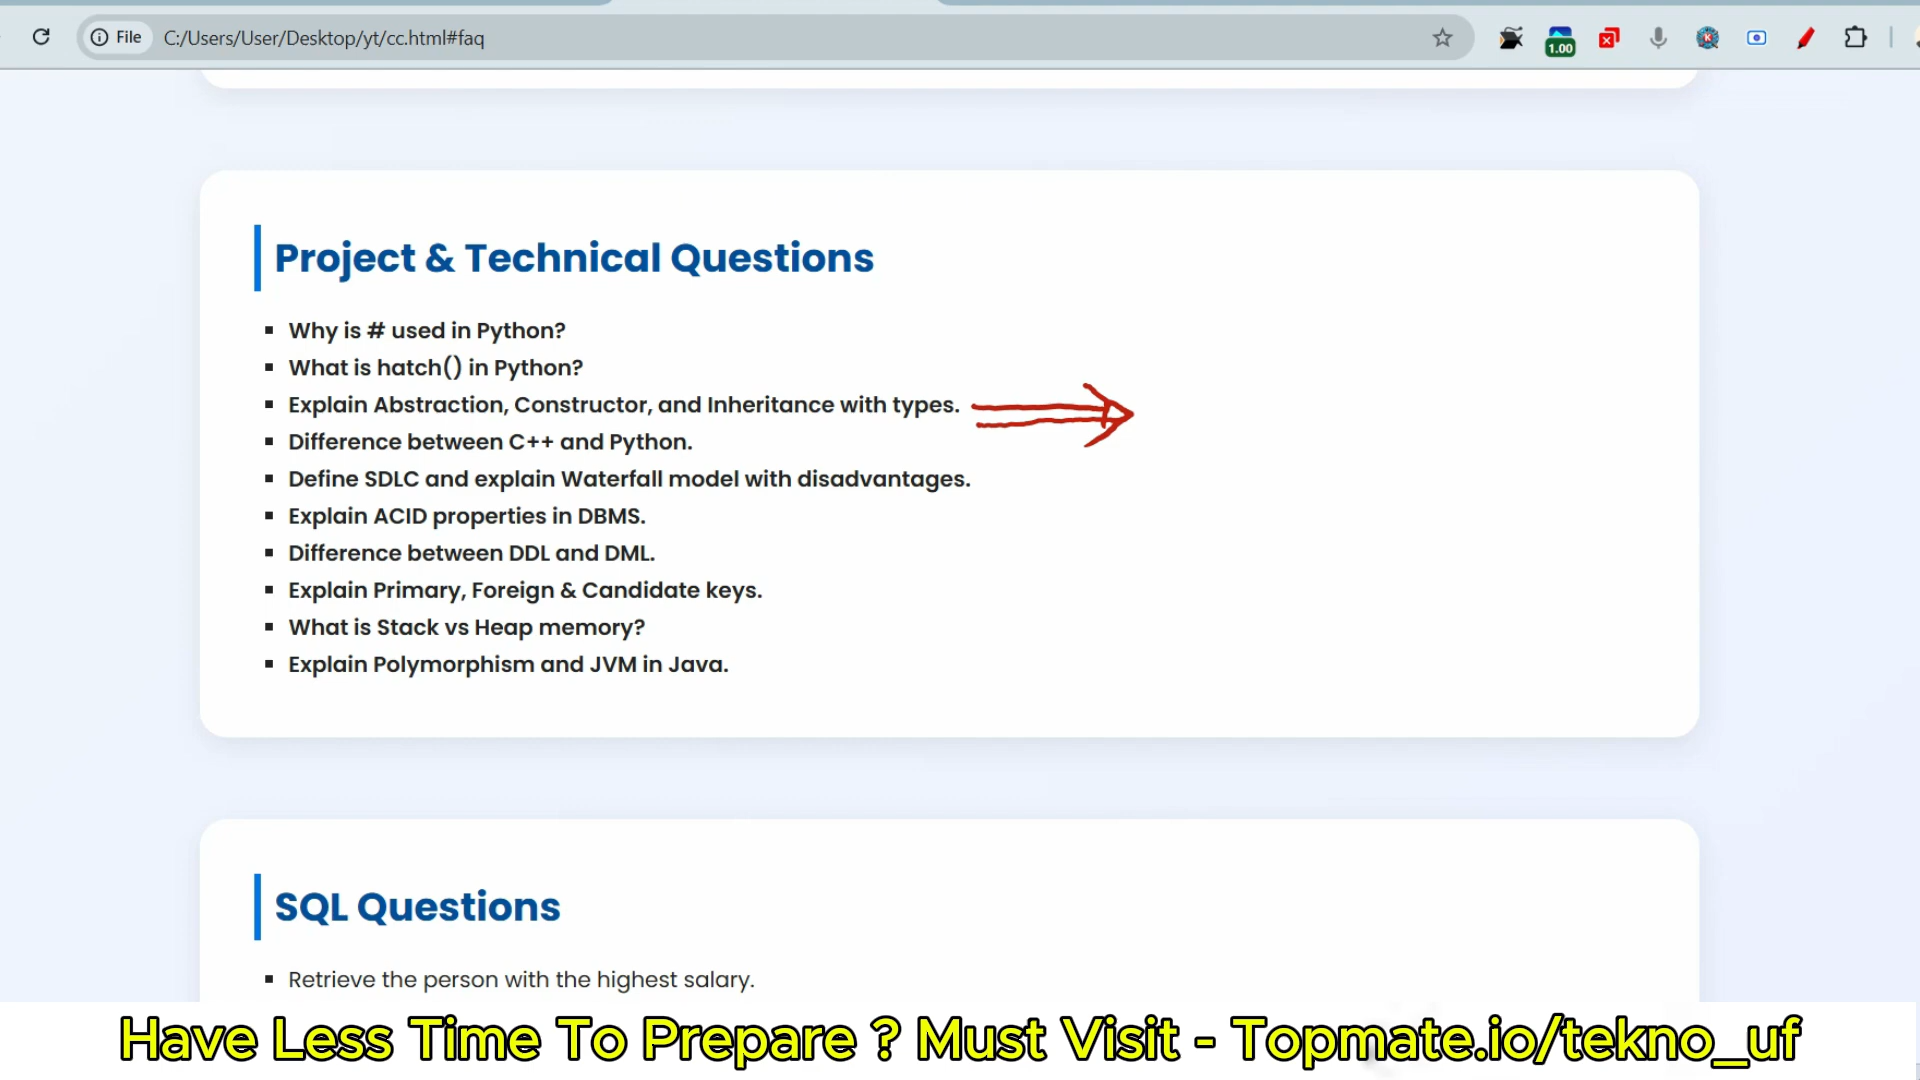 File C:/Users/User/Desktop/yt/cc.html#faq
1.00
Project & Technical Questions
Why is # used in Python?
What is hatch() in Python?
Explain Abstraction, Constructor, and Inheritance with types.
Difference between C++ and Python.
Define SDLC and explain Waterfall model with disadvantages.
Explain ACID properties in DBMS.
Difference between DDL and DML.
Explain Primary, Foreign & Candidate keys.
What is Stack vs Heap memory?
Explain Polymorphism and JVM in Java.
SQL Questions
Retrieve the person with the highest salary.
Have Less Time To Prepare ? Must Visit - Topmate.io/tekno_uf